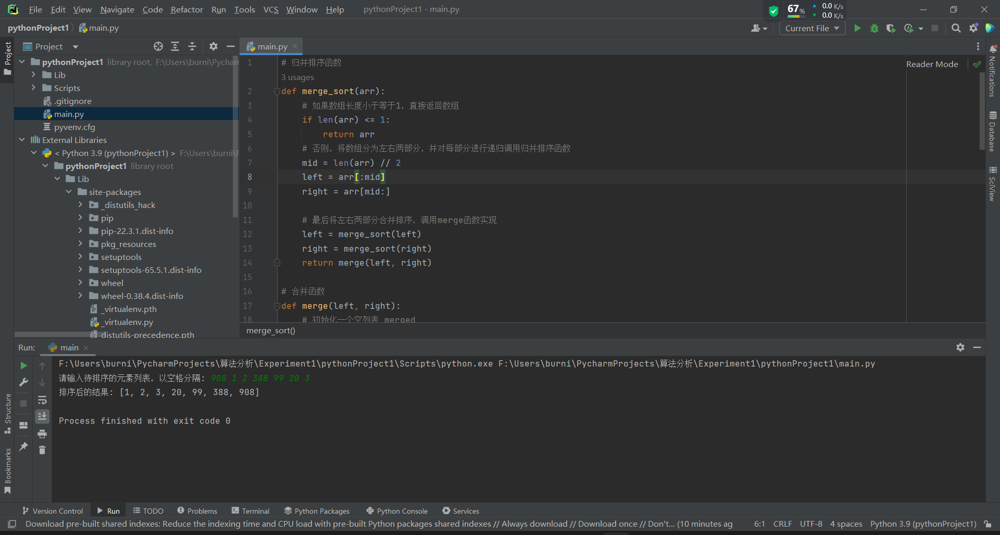 File Edit View Navigate Code Refactor Run Tools VCS Window Help pythonProject1 - main.py
67% 0.0 K/s
0.0 K/s
pythonProject1 main.py
Current File
Project
Project
main.py
Reader Mode
Notifications
Database
SciView
pythonProject1 library root, F:\Users\burni\Pycharm
Lib
Scripts
.gitignore
main.py
pyvenv.cfg
External Libraries
< Python 3.9 (pythonProject1) > F:\Users\burni\P
pythonProject1 library root
Lib
site-packages
_distutils_hack
pip
pip-22.3.1.dist-info
pkg_resources
setuptools
setuptools-65.5.1.dist-info
wheel
wheel-0.38.4.dist-info
_virtualenv.pth
_virtualenv.py
distutils-precedence.pth
1 # 归并排序函数
3 usages
2 def merge_sort(arr):
3 # 如果数组长度小于等于1，直接返回数组
4 if len(arr) <= 1:
5 return arr
6 # 否则，将数组分为左右两部分，并对每部分进行递归调用归并排序函数
7 mid = len(arr) // 2
8 left = arr[:mid]
9 right = arr[mid:]
10
11 # 最后将左右两部分合并排序，调用merge函数实现
12 left = merge_sort(left)
13 right = merge_sort(right)
14 return merge(left, right)
15
16 # 合并函数
17 def merge(left, right):
18 # 初始化一个空列表 merged
merge_sort()
Run: main
F:\Users\burni\PycharmProjects\算法分析\Experiment1\pythonProject1\Scripts\python.exe F:\Users\burni\PycharmProjects\算法分析\Experiment1\pythonProject1\main.py
请输入待排序的元素列表，以空格分隔: 908 1 2 388 99 20 3
排序后的结果: [1, 2, 3, 20, 99, 388, 908]
Process finished with exit code 0
Structure
Bookmarks
Version Control Run TODO Problems Terminal Python Packages Python Console Services
Download pre-built shared indexes: Reduce the indexing time and CPU load with pre-built Python packages shared indexes // Always download // Download once // Don't... (10 minutes ag 6:1 CRLF UTF-8 4 spaces Python 3.9 (pythonProject1)